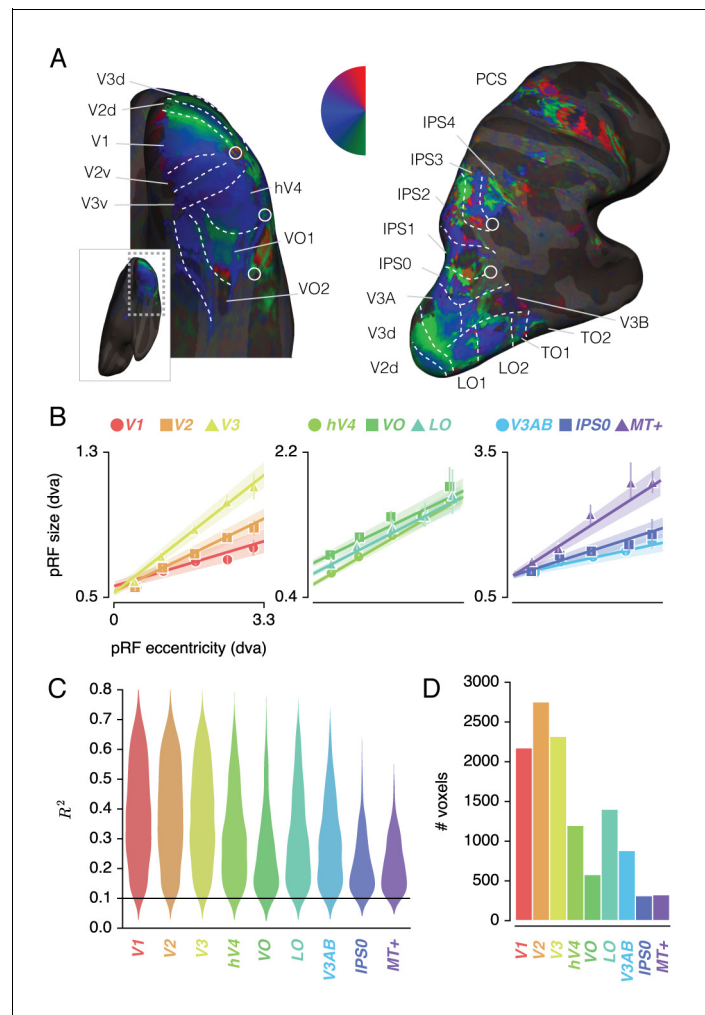 A
V3d
V2d
V1
V2v
V3v
hV4
VO1
VO2
PCS
IPS4
IPS3
IPS2
IPS1
IPS0
V3A
V3d
V2d
LO1
LO2
TO1
TO2
V3B
B
V1 V2 V3
hV4 VO LO
V3AB IPS0 MT+
pRF size (dva)
1.3
0.5
0
3.3
pRF eccentricity (dva)
2.2
0.4
3.5
0.5
C
R²
0.8
0.7
0.6
0.5
0.4
0.3
0.2
0.1
0.0
V1 V2 V3 hV4 VO LO V3AB IPS0 MT+
D
# voxels
3000
2500
2000
1500
1000
500
0
V1 V2 V3 hV4 VO LO V3AB IPS0 MT+